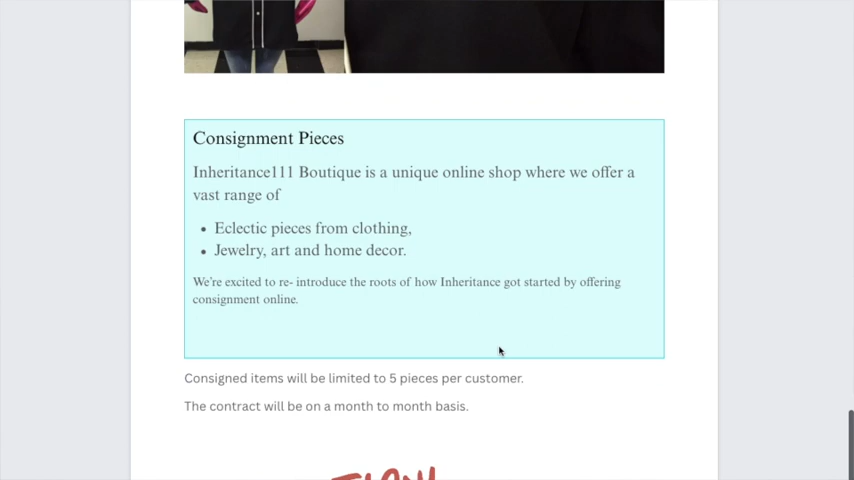 Consignment Pieces
Inheritance111 Boutique is a unique online shop where we offer a
vast range of
• Eclectic pieces from clothing,
• Jewelry, art and home decor.
We're excited to re- introduce the roots of how Inheritance got started by offering
consignment online.
Consigned items will be limited to 5 pieces per customer.
The contract will be on a month to month basis.